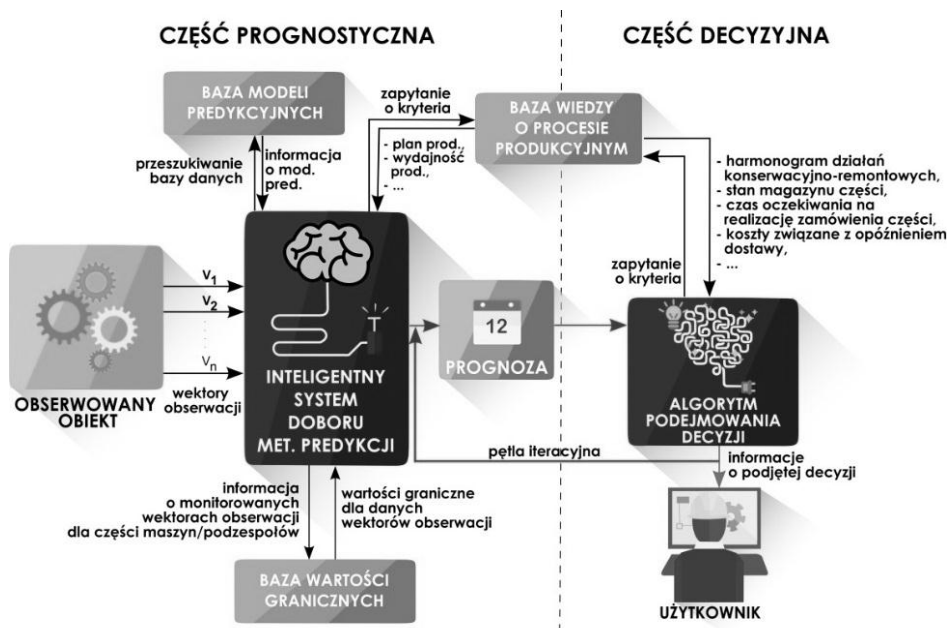 CZĘŚĆ PROGNOSTYCZNA
CZĘŚĆ DECYZYJNA
BAZA MODELI
PREDYKCYJNYCH
zapytanie
o kryteria
BAZA WIEDZY
O PROCESIE
PRODUKCYJNYM
przeszukiwanie
bazy danych
informacja
o mod.
pred.
- plan prod.,
- wydajność
prod.,
- ...
- harmonogram działań
konserwacyjno-remontowych,
- stan magazynu części,
- czas oczekiwania na
realizację zamówienia części,
- koszty związane z opóźnieniem
dostawy,
- ...
zapytanie
o kryteria
V1
V2
Vn
wektory
obserwacji
OBSERWOWANY
OBIEKT
INTELIGENTNY
SYSTEM
DOBORU
MET. PREDYKCJI
12
PROGNOZA
ALGORYTM
PODEJMOWANIA
DECYZJI
pętla iteracyjna
informacje
o podjętej decyzji
informacja
o monitorowanych
wektorach obserwacji
dla części maszyn/podzespołów
wartości graniczne
dla danych
wektorów obserwacji
BAZA WARTOŚCI
GRANICZNYCH
UŻYTKOWNIK